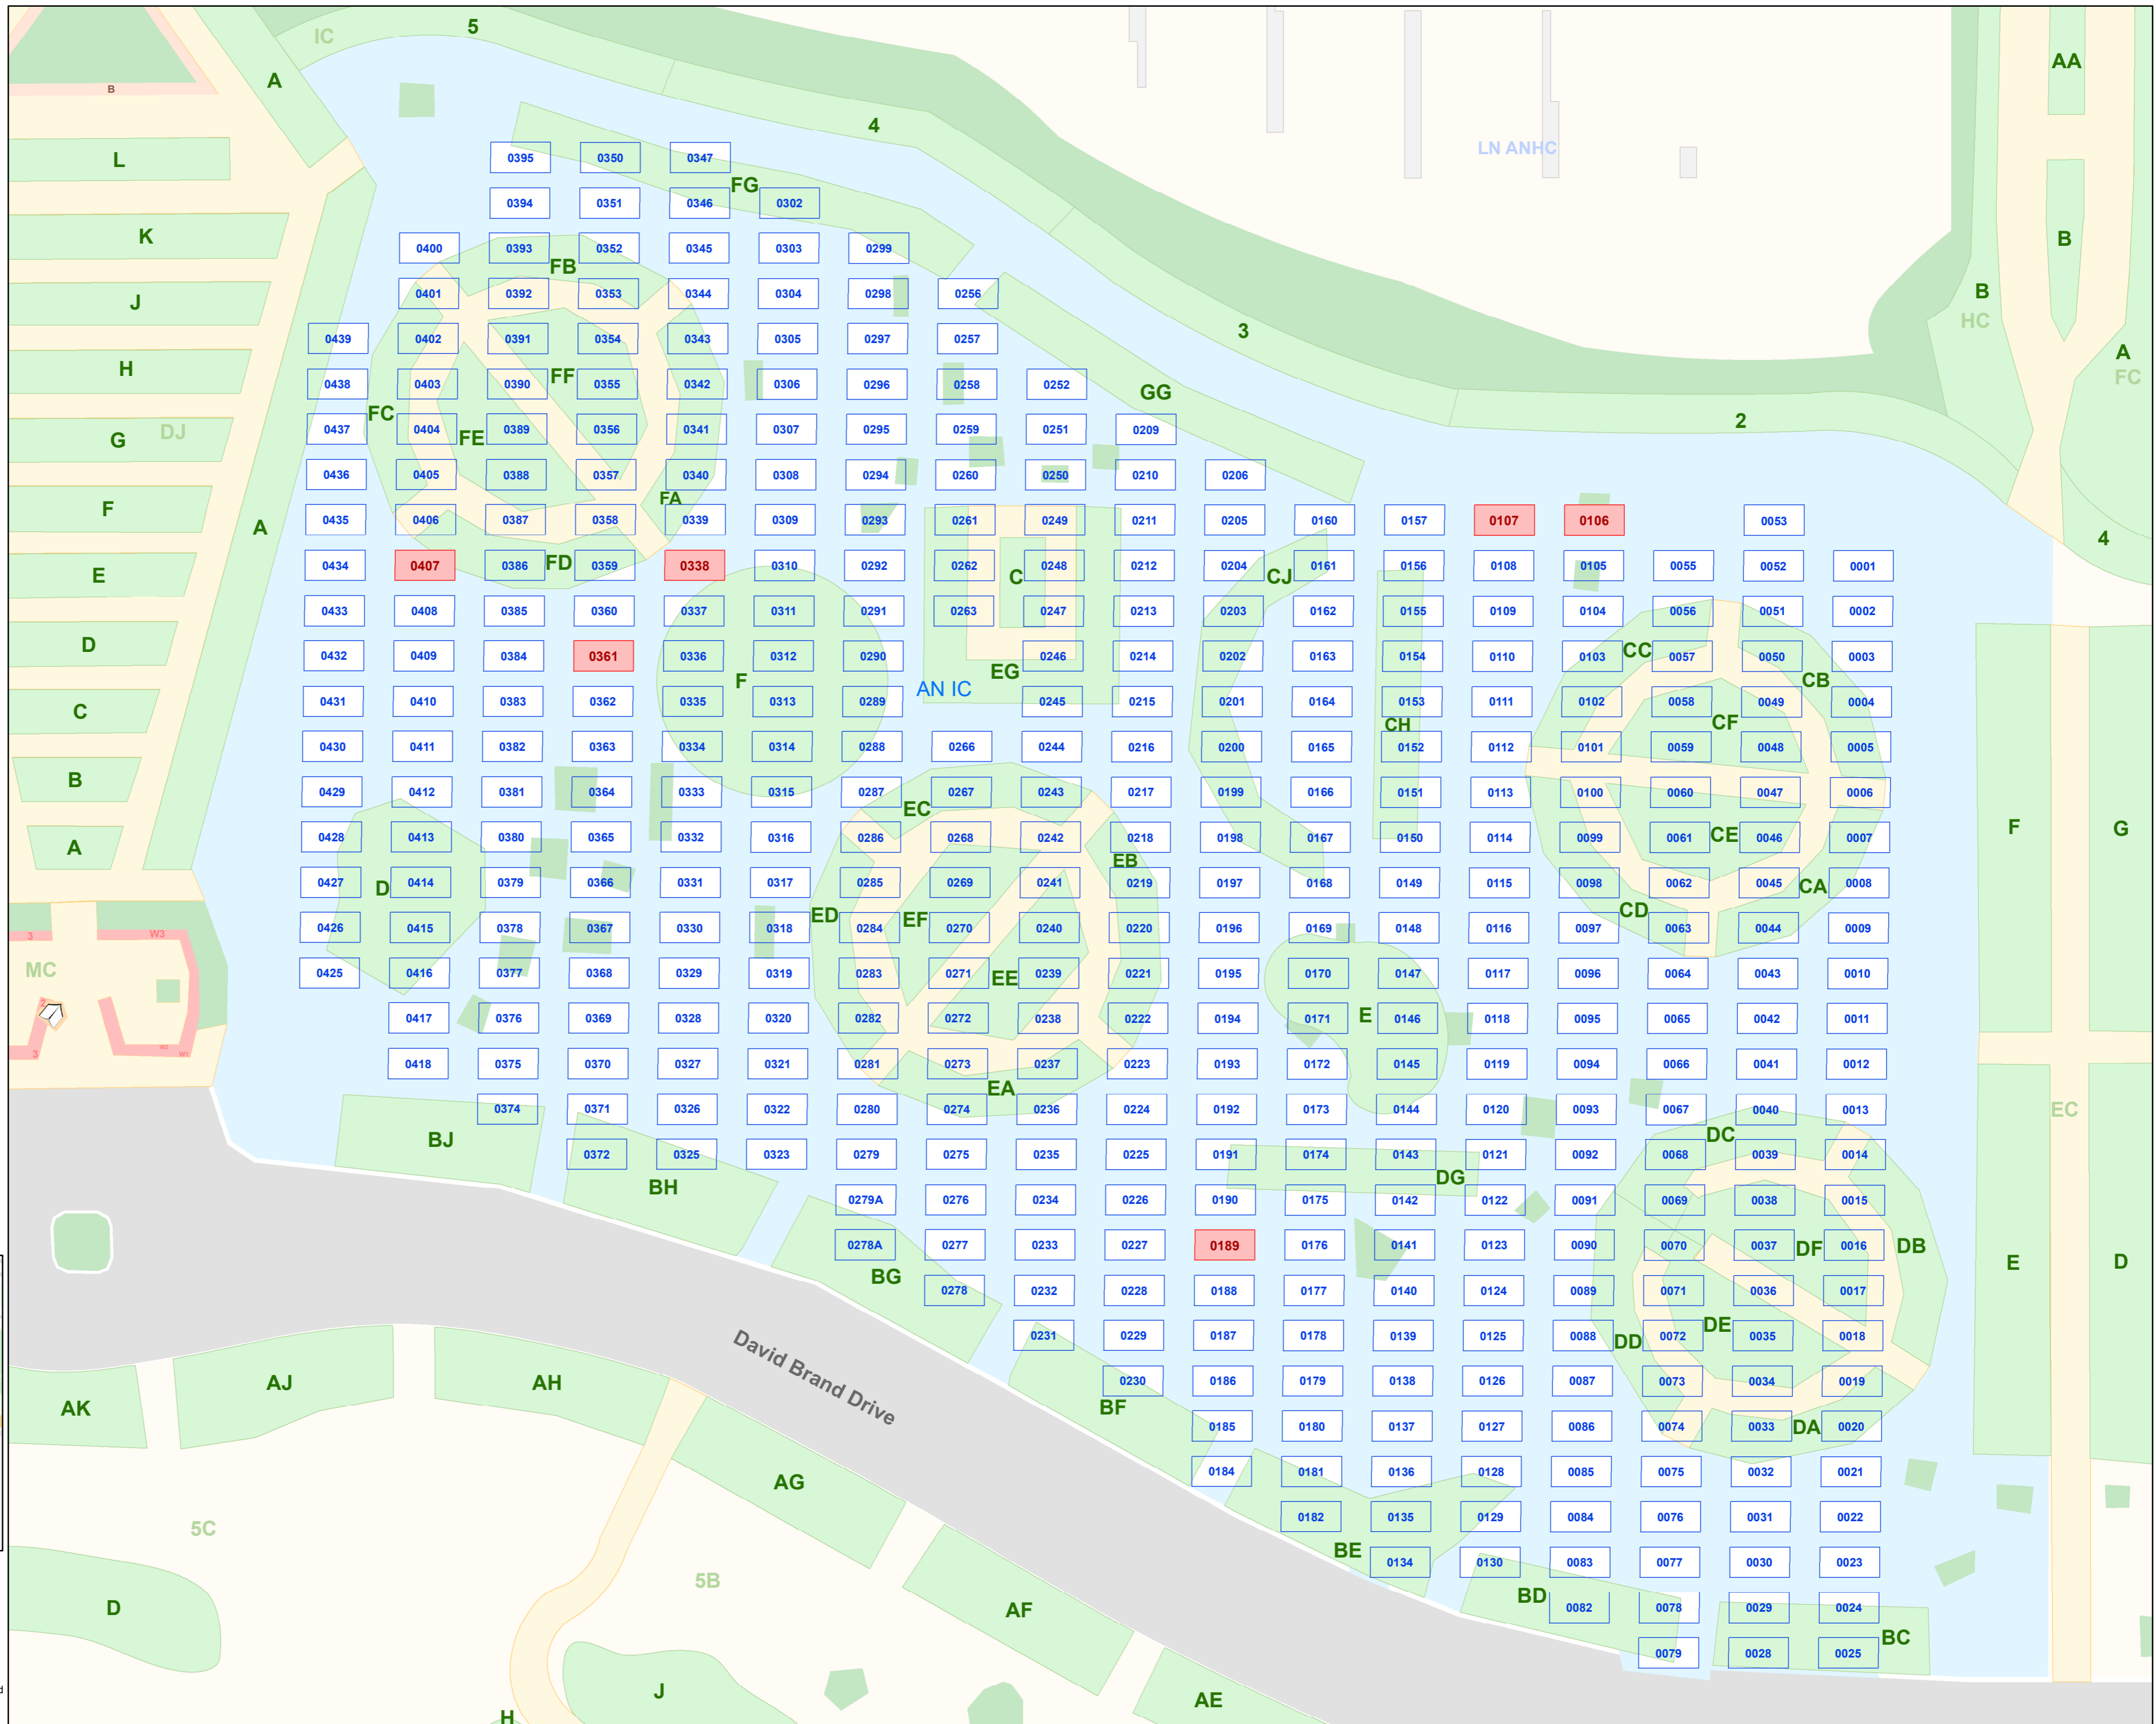 5
IC
A
AA
B
4
LN ANHC
L
0395 0350 0347
FG
0394 0351 0346 0302
K
B
0400 0393 0352 0345 0303 0299
FB
0401 0392 0353 0344 0304 0298 0256
B
J
HC
3
0439 0402 0391 0354 0343 0305 0297 0257
A
H
FF
FC
0438 0403 0390 0355 0342 0306 0296 0258 0252
GG
FC
2
G
DJ
0437 0404 FE 0389 0356 0341 0307 0295 0259 0251 0209
0436 0405 0388 0357 0340 0308 0294 0260 0250 0210 0206
FA
F
A
0435 0406 0387 0358 0339 0309 0293 0261 0249 0211 0205 0160 0157 0107 0106 0053
4
E
0434 0407 0386 FD 0359 0338 0310 0292 0262 C 0248 0212 0204 CJ 0161 0156 0108 0105 0055 0052 0001
0433 0408 0385 0360 0337 0311 0291 0263 0247 0213 0203 0162 0155 0109 0104 0056 0051 0002
D
0432 0409 0384 0361 0336 0312 0290 0246 0214 0202 0163 0154 0110 0103 CC 0057 0050 0003
F
EG
CB
AN IC
C
0431 0410 0383 0362 0335 0313 0289 0245 0215 0201 0164 0153 0111 0102 0058 0049 0004
CH
CF
0430 0411 0382 0363 0334 0314 0288 0266 0244 0216 0200 0165 0152 0112 0101 0059 0048 0005
B
0429 0412 0381 0364 0333 0315 0287 0267 0243 0217 0199 0166 0151 0113 0100 0060 0047 0006
EC
F
G
0428 0413 0380 0365 0332 0316 0286 0268 0242 0218 0198 0167 0150 0114 0099 0061 CE 0046 0007
A
EB
0427 D 0414 0379 0366 0331 0317 0285 0269 0241 0219 0197 0168 0149 0115 0098 0062 0045 CA 0008
CD
0426 0415 0378 0367 0330 0318 ED 0284 EF 0270 0240 0220 0196 0169 0148 0116 0097 0063 0044 0009
3
W3
MC
0425 0416 0377 0368 0329 0319 0283 0271 EE 0239 0221 0195 0170 0147 0117 0096 0064 0043 0010
0417 0376 0369 0328 0320 0282 0272 0238 0222 0194 0171 E 0146 0118 0095 0065 0042 0011
3
0418 0375 0370 0327 0321 0281 0273 0237 0223 0193 0172 0145 0119 0094 0066 0041 0012
EA
0374 0371 0326 0322 0280 0274 0236 0224 0192 0173 0144 0120 0093 0067 0040 0013
EC
BJ
DC
0372 0325 0323 0279 0275 0235 0225 0191 0174 0143 0121 0092 0068 0039 0014
BH
DG
0279A 0276 0234 0226 0190 0175 0142 0122 0091 0069 0038 0015
0278A 0277 0233 0227 0189 0176 0141 0123 0090 0070 0037 DF 0016 DB
E
D
BG
0278 0232 0228 0188 0177 0140 0124 0089 0071 0036 0017
DE
0231 0229 0187 0178 0139 0125 0088 DD 0072 0035 0018
David Brand Drive
AJ
AH
0230 0186 0179 0138 0126 0087 0073 0034 0019
AK
BF
0185 0180 0137 0127 0086 0074 0033 DA 0020
0184 0181 0136 0128 0085 0075 0032 0021
AG
0182 0135 0129 0084 0076 0031 0022
5C
BE
0134 0130 0083 0077 0030 0023
5B
BD
D
AF
0082 0078 0029 0024
BC
0079 0028 0025
J
AE
H